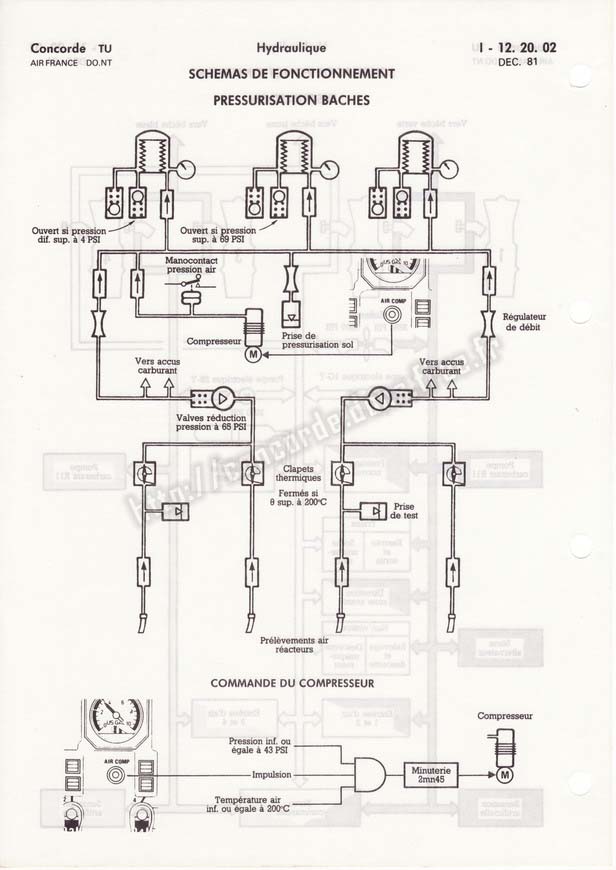 Concorde TU
Hydraulique
I - 12. 20. 02
AIR FRANCE DO.NT
DEC. 81
SCHEMAS DE FONCTIONNEMENT
PRESSURISATION BACHES
Ouvert si pression
dif. sup. à 4 PSI
Ouvert si pression
sup. à 69 PSI
Manocontact
pression air
AIR COMP
Compresseur
M
Prise de
pressurisation sol
Régulateur
de débit
Vers accus
carburant
Vers accus
carburant
Valves réduction
pression à 65 PSI
Clapets
thermiques
Fermés si
θ sup. à 200°C
Prise
de test
Prélèvements air
réacteurs
COMMANDE DU COMPRESSEUR
AIR COMP
Pression inf. ou
égale à 43 PSI
Impulsion
Température air
inf. ou égale à 200°C
Minuterie
2mn45
Compresseur
M